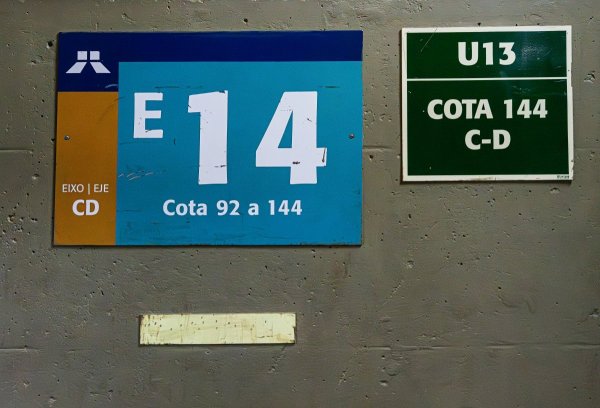 E 14
EIXO | EJE
CD
Cota 92 a 144
U13
COTA 144
C-D